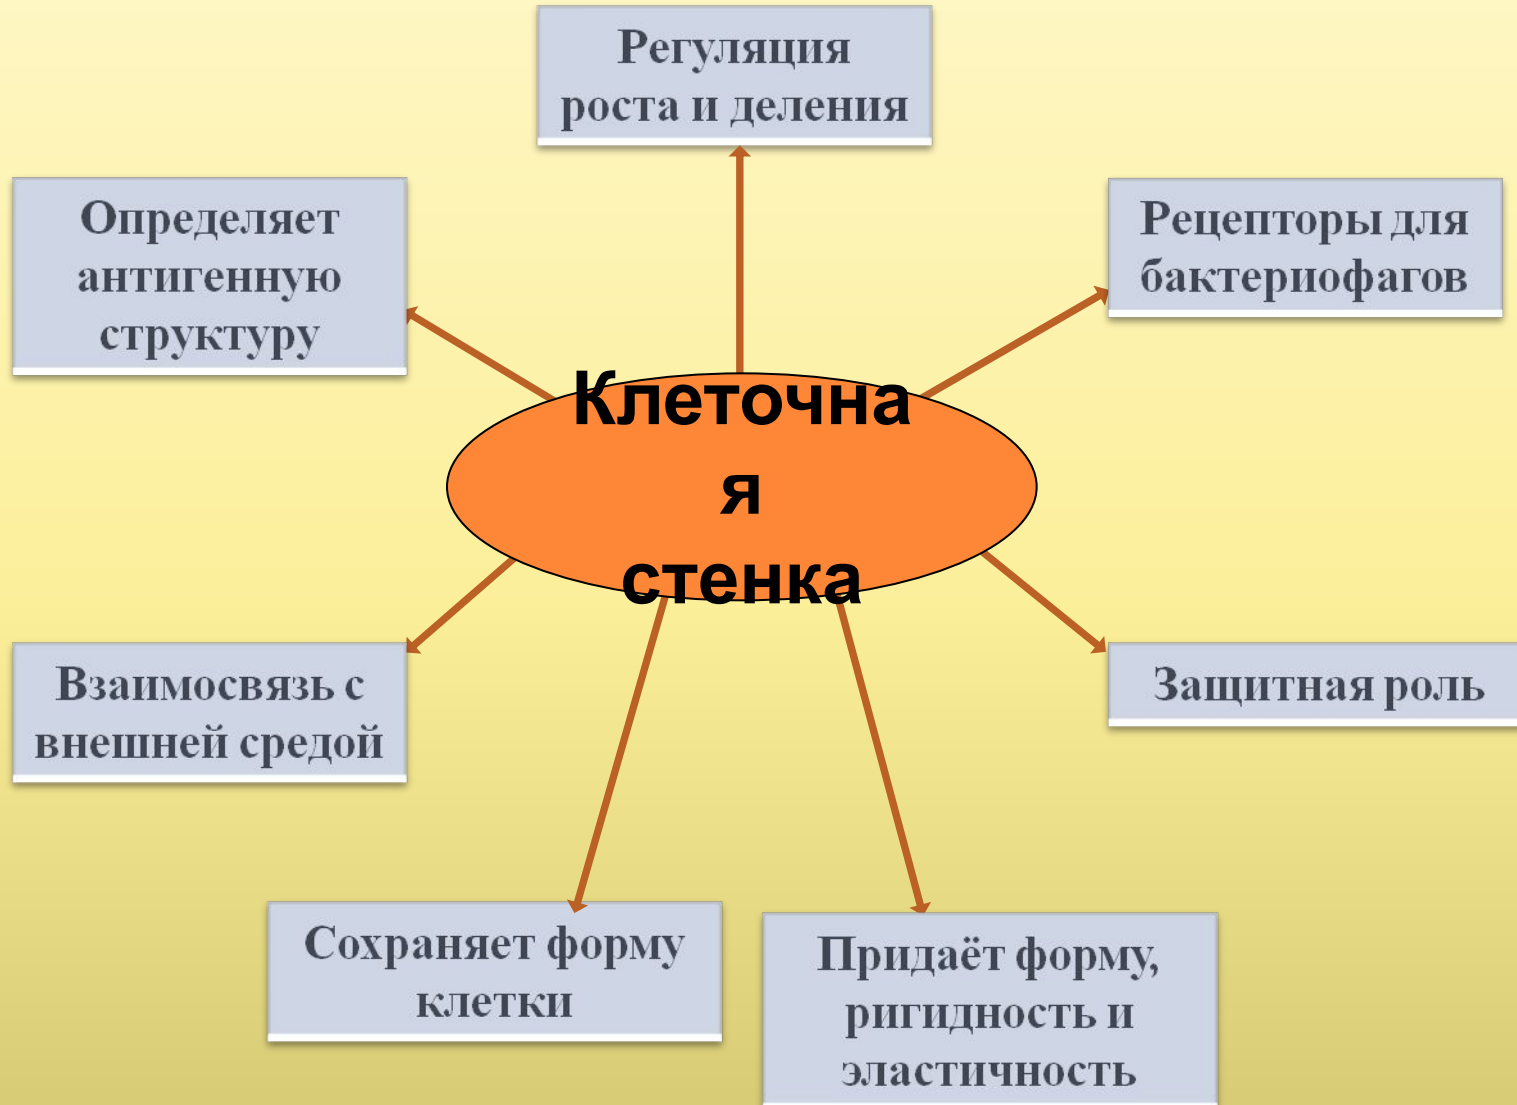 Регуляция
роста и деления
Определяет
антигенную
структуру
Рецепторы для
бактериофагов
Клеточна
я
стенка
Взаимосвязь с
внешней средой
Защитная роль
Сохраняет форму
клетки
Придаёт форму,
ригидность и
эластичность